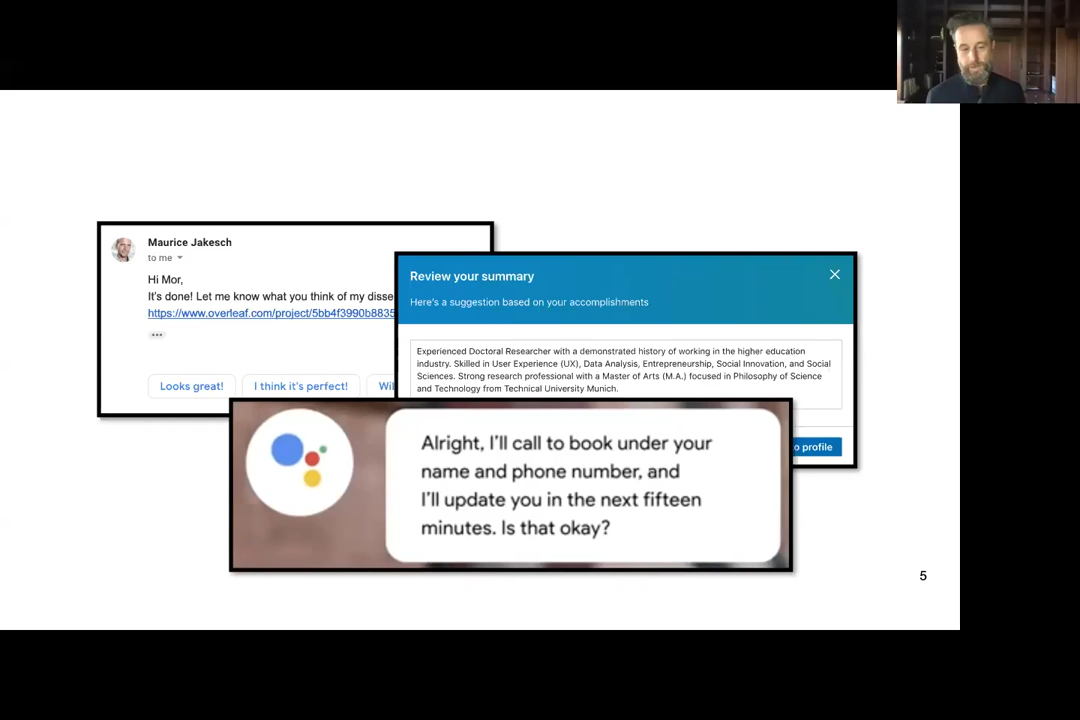 Maurice Jakesch
to me
Hi Mor,
It's done! Let me know what you think of my disse
https://www.overleaf.com/project/5bb4f3990b8835
Looks great!
I think it's perfect!
Review your summary
Here's a suggestion based on your accomplishments
Experienced Doctoral Researcher with a demonstrated history of working in the higher education
industry. Skilled in User Experience (UX), Data Analysis, Entrepreneurship, Social Innovation, and Social
Sciences. Strong research professional with a Master of Arts (M.A.) focused in Philosophy of Science
and Technology from Technical University Munich.
o profile
Alright, I'll call to book under your
name and phone number, and
I'll update you in the next fifteen
minutes. Is that okay?
5